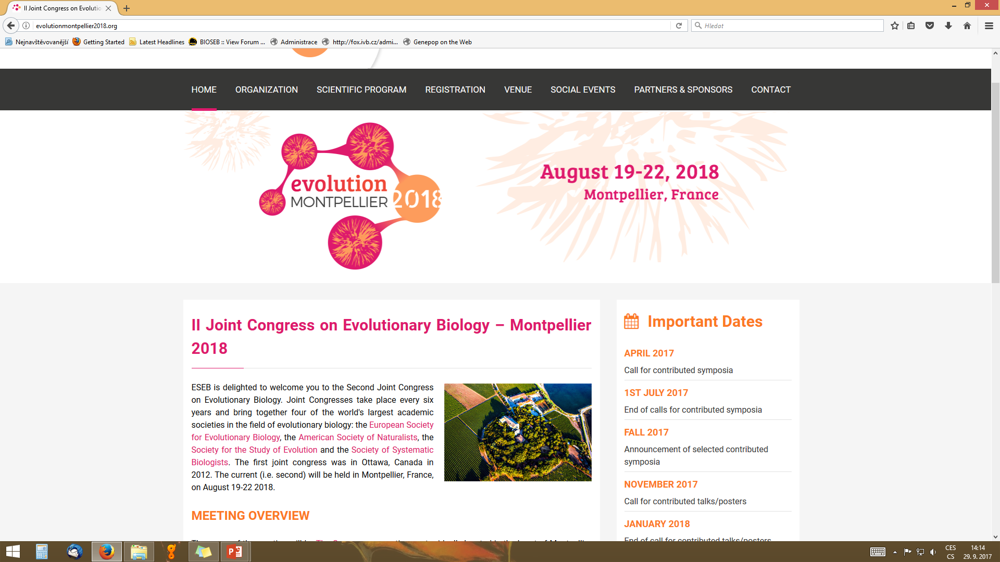 II Joint Congress on Evolutio
evolutionmontpellier2018.org
Hledat
Nejnavštěvovanější Getting Started Latest Headlines BIOSEB :: View Forum ... Administrace http://fox.ivb.cz/admi... Genepop on the Web
HOME ORGANIZATION SCIENTIFIC PROGRAM REGISTRATION VENUE SOCIAL EVENTS PARTNERS & SPONSORS CONTACT
evolution
MONTPELLIER 2018
August 19-22, 2018
Montpellier, France
II Joint Congress on Evolutionary Biology – Montpellier
2018
ESEB is delighted to welcome you to the Second Joint Congress
on Evolutionary Biology. Joint Congresses take place every six
years and bring together four of the world's largest academic
societies in the field of evolutionary biology: the European Society
for Evolutionary Biology, the American Society of Naturalists, the
Society for the Study of Evolution and the Society of Systematic
Biologists. The first joint congress was in Ottawa, Canada in
2012. The current (i.e. second) will be held in Montpellier, France,
on August 19-22 2018.
MEETING OVERVIEW
Important Dates
APRIL 2017
Call for contributed symposia
1ST JULY 2017
End of calls for contributed symposia
FALL 2017
Announcement of selected contributed
symposia
NOVEMBER 2017
Call for contributed talks/posters
JANUARY 2018
End of call for contributed talks/posters
CES
CS
14:14
29. 9. 2017